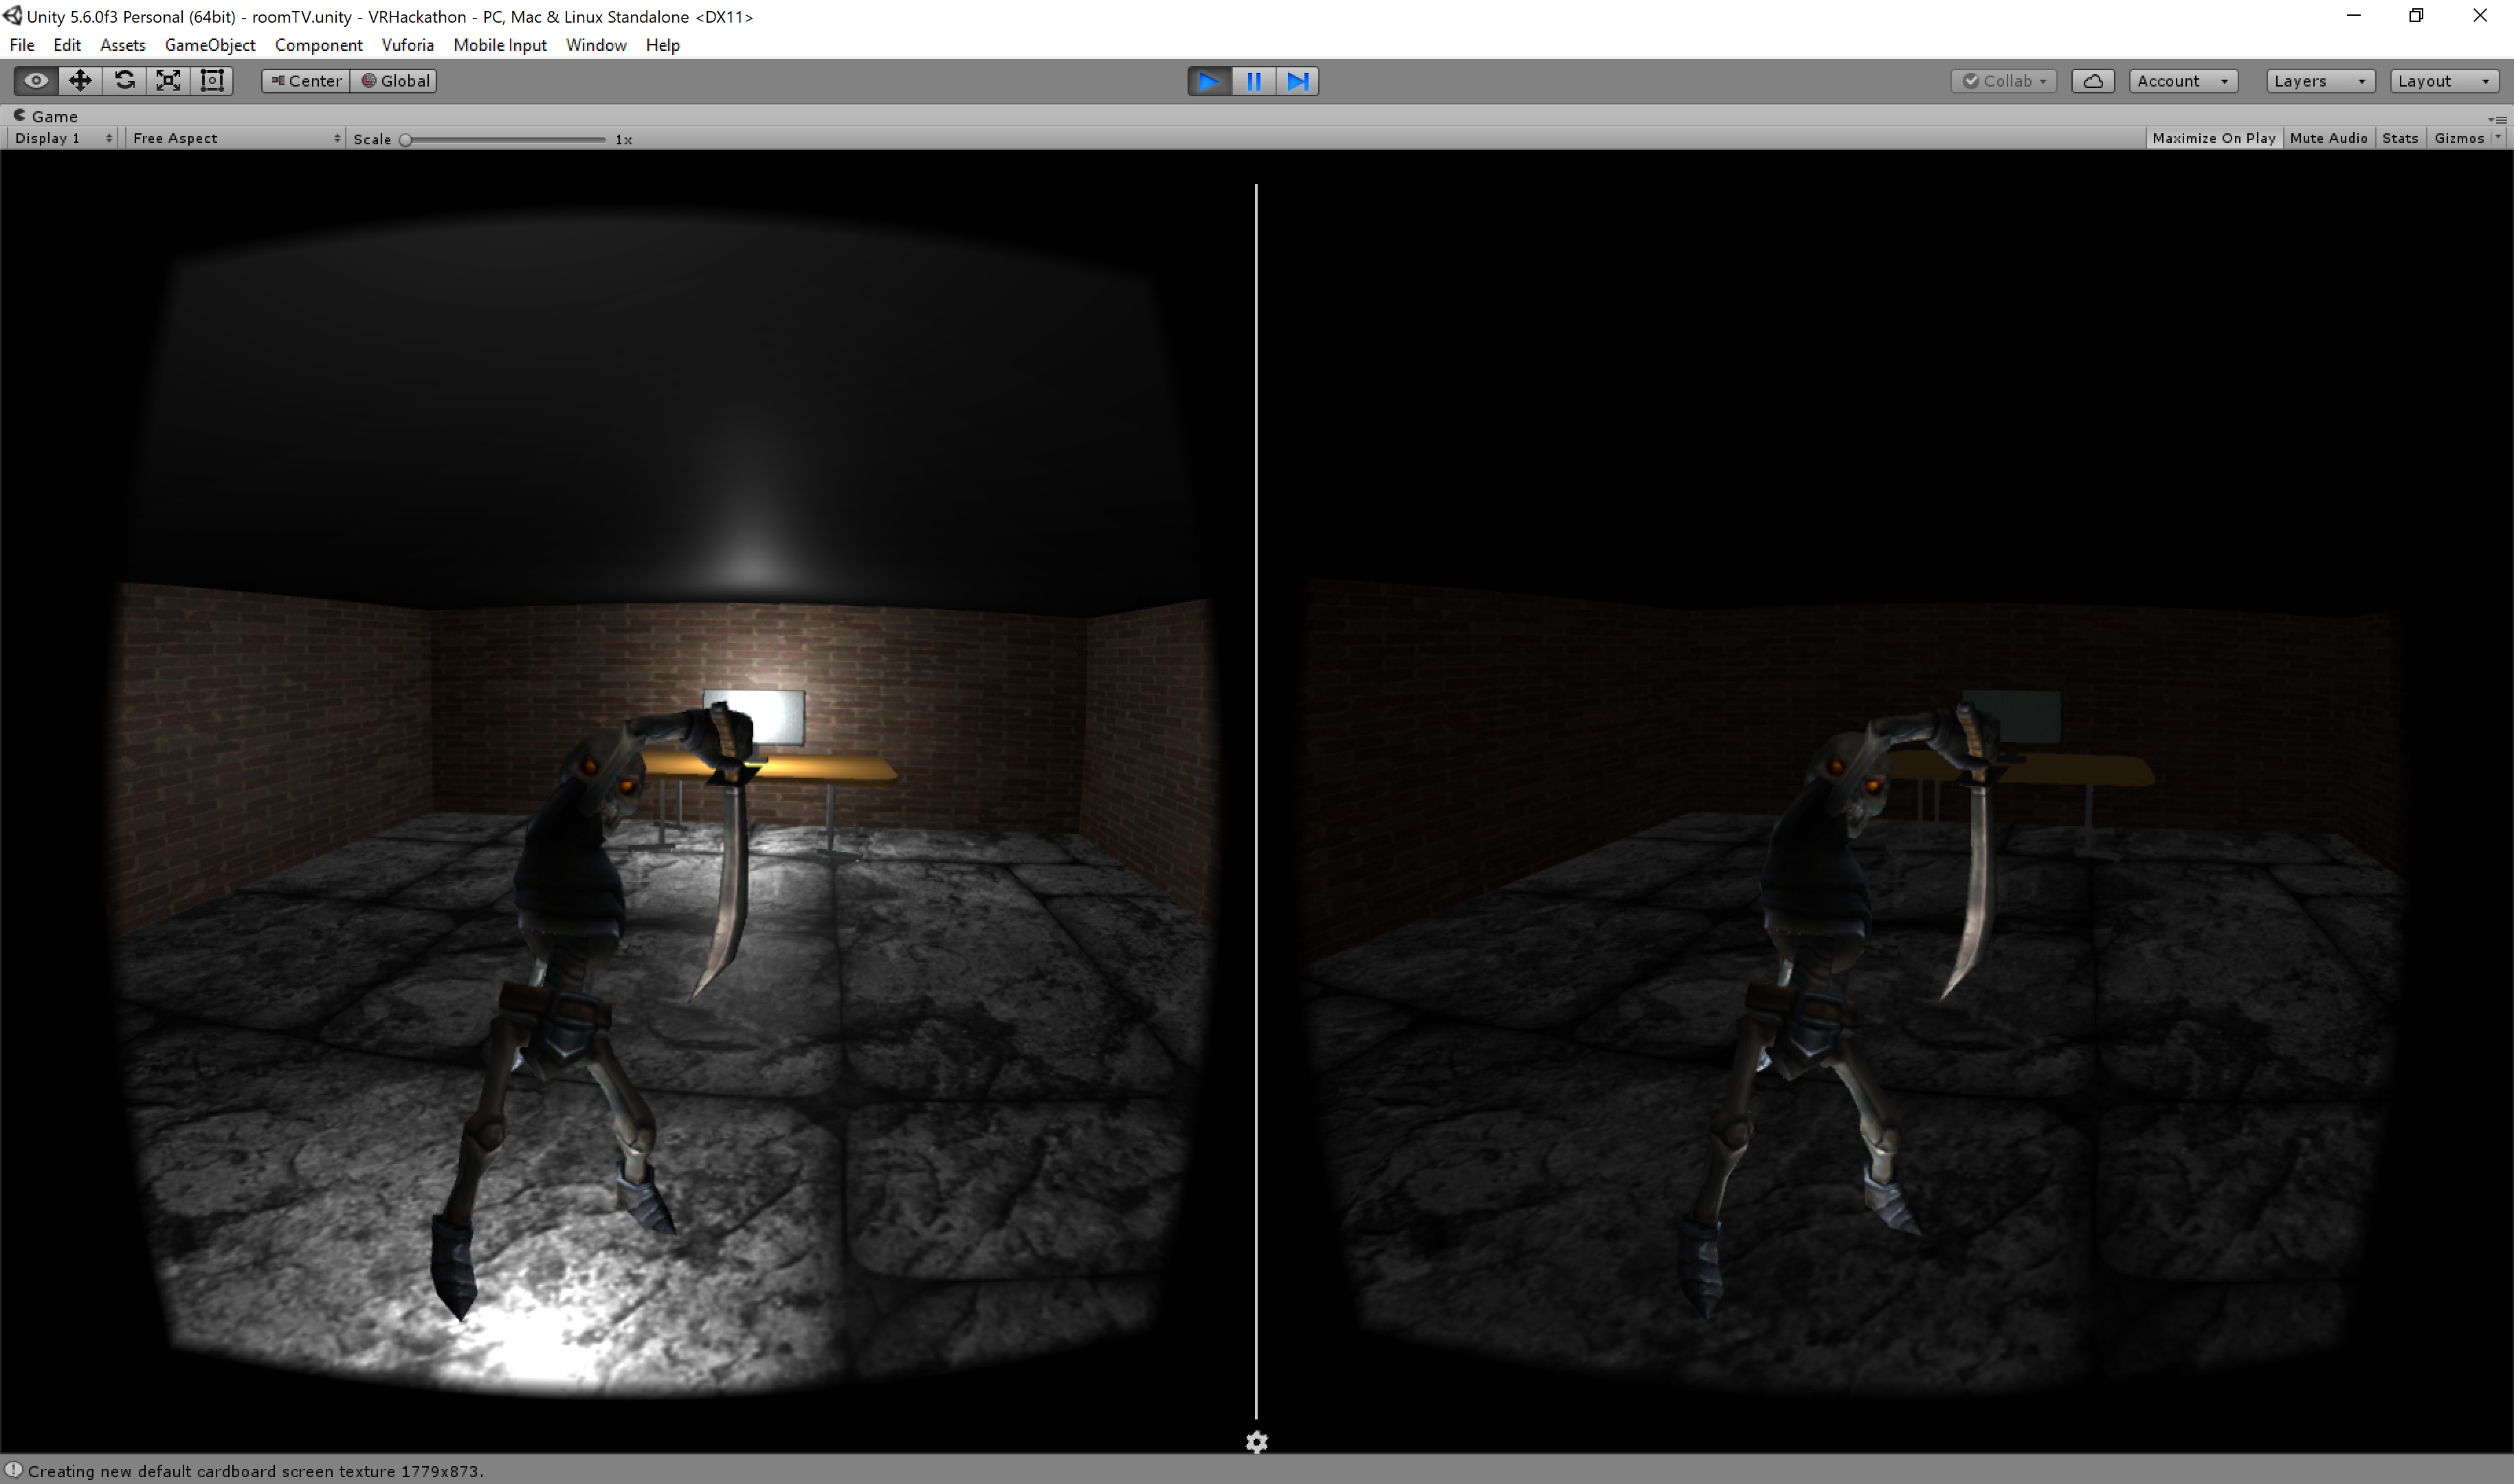 Unity 5.6.0f3 Personal (64bit) - roomTV.unity - VRHackathon - PC, Mac & Linux Standalone <DX11>
File Edit Assets GameObject Component Vuforia Mobile Input Window Help
Center Global Collab Account Layers Layout
Game
Display 1 Free Aspect Scale 1x Maximize On Play Mute Audio Stats Gizmos
Creating new default cardboard screen texture 1779x873.